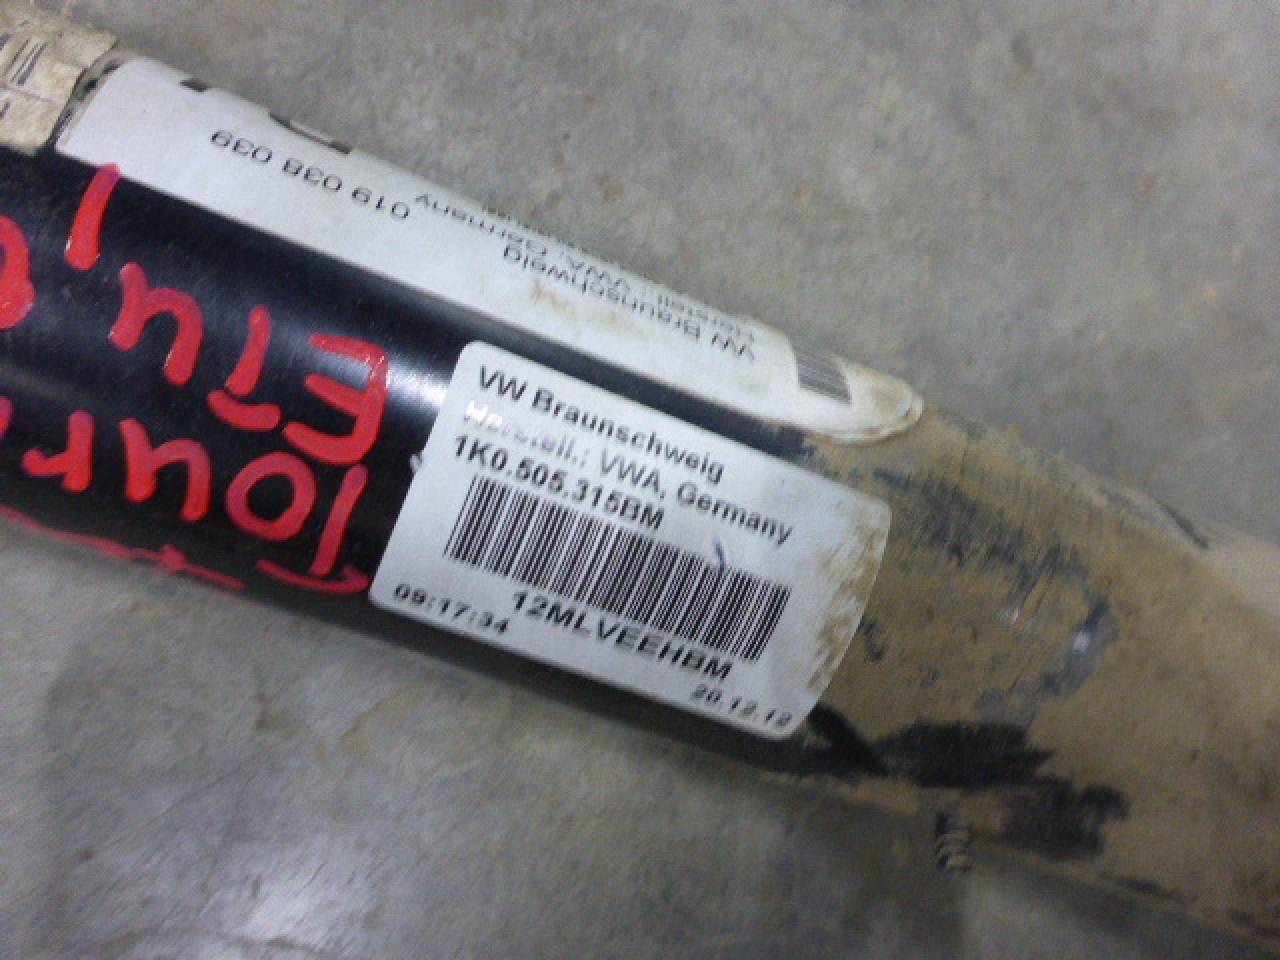 VW Braunschweig
Herstell.: VWA, Germany
1K0.505.315BM
12MLVEEHBM
09:17:34
20.12.12
VW Braunschweig
Herstell.: VWA, Germany
019 038 039
Tour